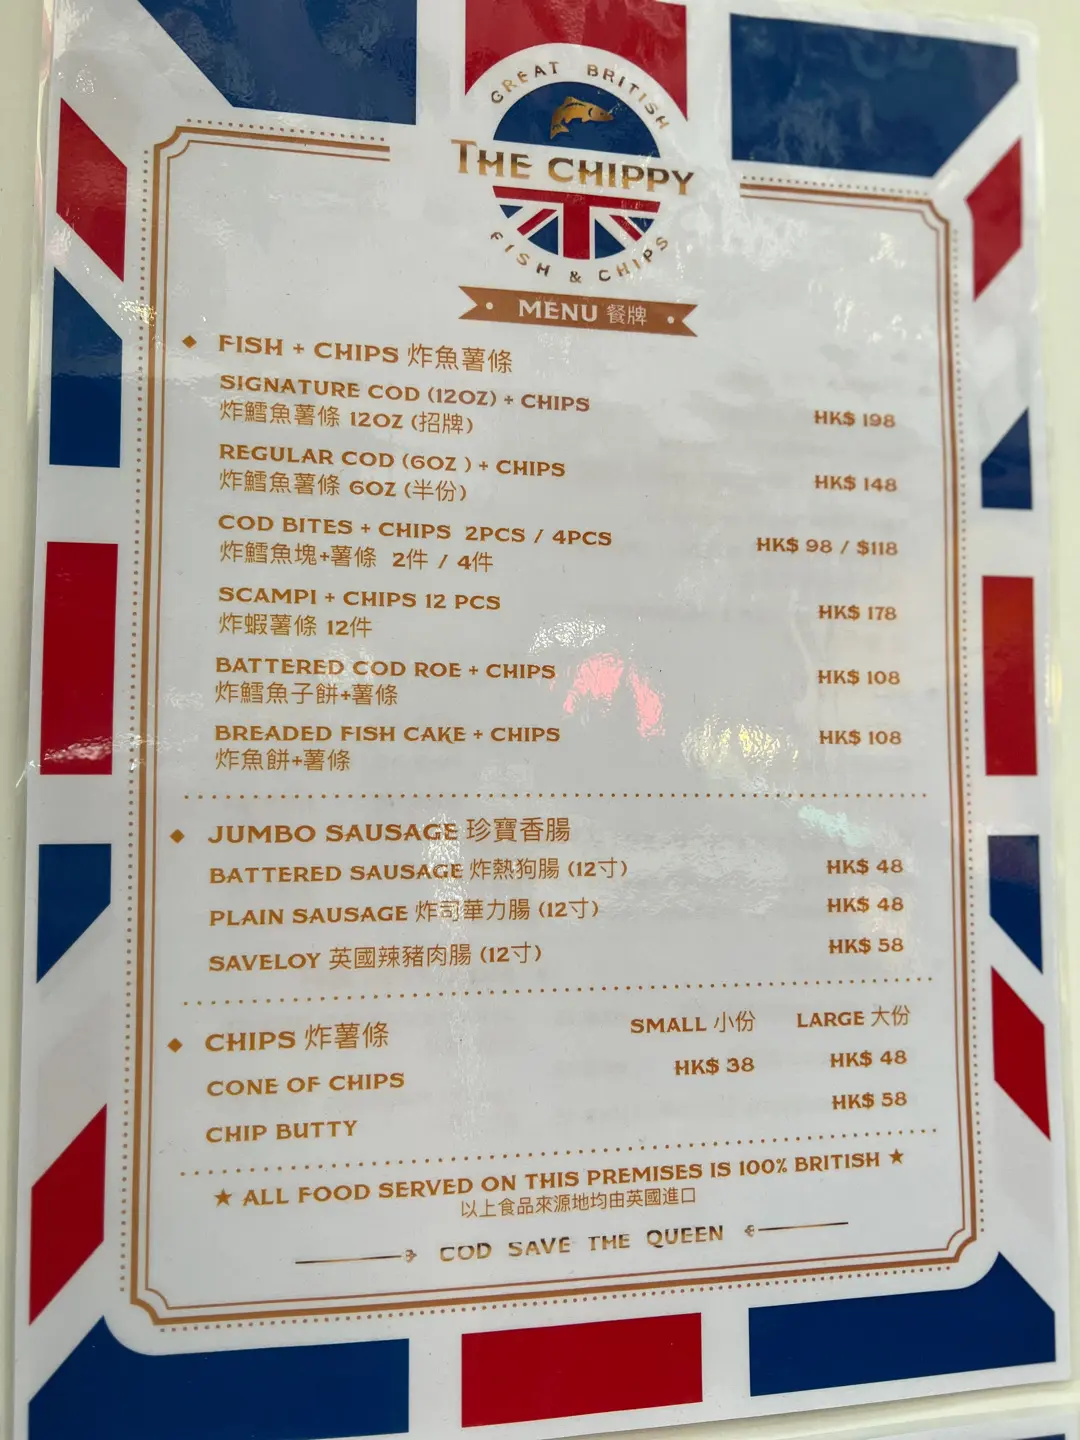 GREAT BRITISH
THE CHIPPY
FISH & CHIPS
MENU 餐牌
FISH + CHIPS 炸魚薯條
SIGNATURE COD (12OZ) + CHIPS
炸鱈魚薯條 12OZ (招牌)
HK$ 198
REGULAR COD (6OZ ) + CHIPS
炸鱈魚薯條 6OZ (半份)
HK$ 148
COD BITES + CHIPS 2PCS / 4PCS
炸鱈魚塊+薯條 2件 / 4件
HK$ 98 / $118
SCAMPI + CHIPS 12 PCS
炸蝦薯條 12件
HK$ 178
BATTERED COD ROE + CHIPS
炸鱈魚子餅+薯條
HK$ 108
BREADED FISH CAKE + CHIPS
炸魚餅+薯條
HK$ 108
JUMBO SAUSAGE 珍寶香腸
BATTERED SAUSAGE 炸熱狗腸 (12寸) HK$ 48
PLAIN SAUSAGE 炸司華力腸 (12寸) HK$ 48
SAVELOY 英國辣豬肉腸 (12寸) HK$ 58
CHIPS 炸薯條 SMALL 小份 LARGE 大份
CONE OF CHIPS HK$ 38 HK$ 48
CHIP BUTTY HK$ 58
★ ALL FOOD SERVED ON THIS PREMISES IS 100% BRITISH ★
以上食品來源地均由英國進口
COD SAVE THE QUEEN